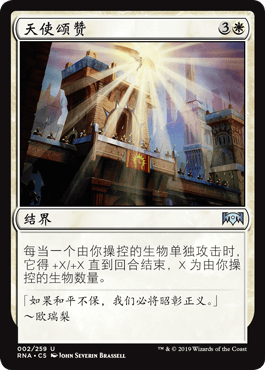 天使颂赞 3
结界
每当一个由你操控的生物单独攻击时,
它得+X/+X直到回合结束,X为由你操
控的生物数量。
「如果和平不保,我们必将昭彰正义。」
～欧瑞梨
002/259 U
RNA • CS JOHN SEVERIN BRASSELL
™ & © 2019 Wizards of the Coast